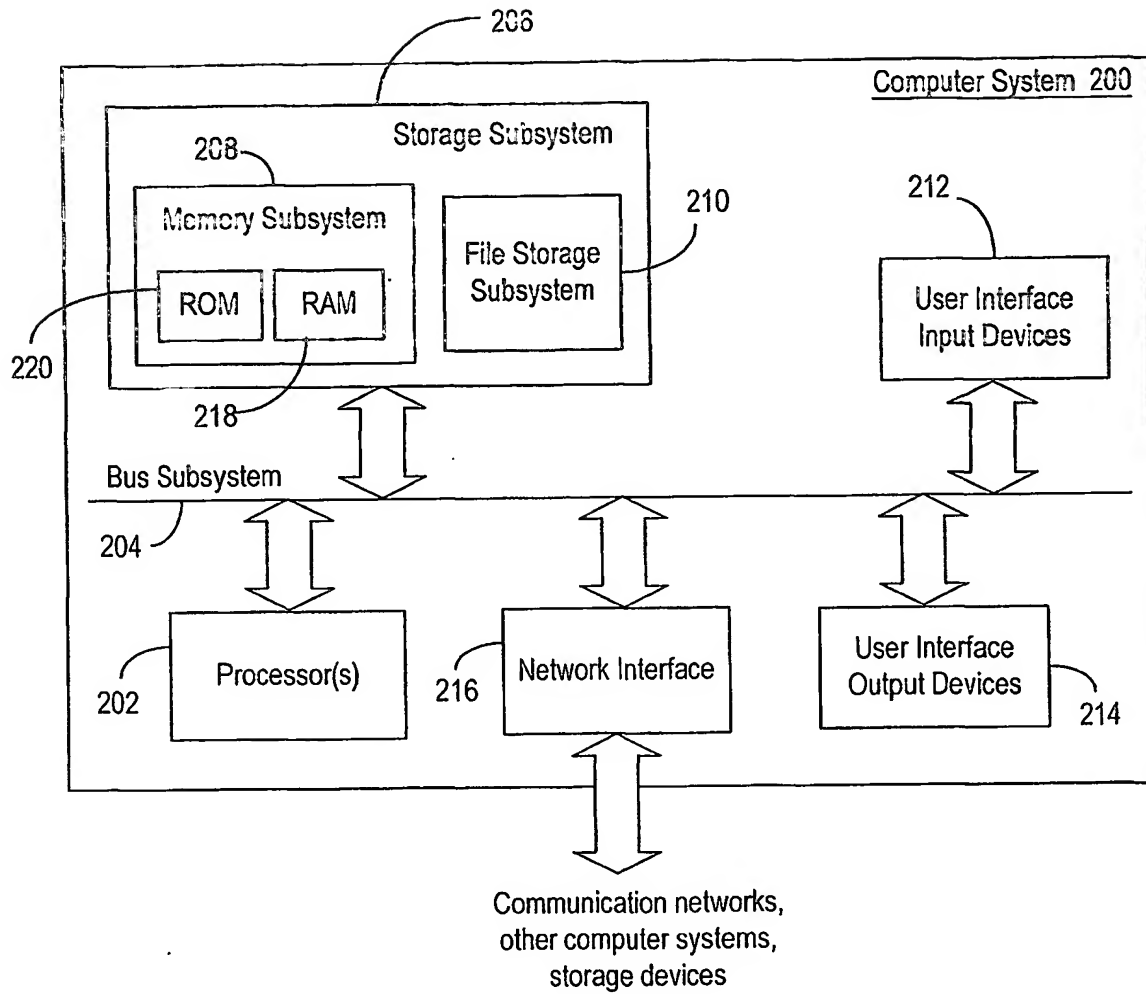 206
Computer System 200
Storage Subsystem
208
Memory Subsystem
210
File Storage
Subsystem
212
ROM
RAM
User Interface
Input Devices
220
218
Bus Subsystem
204
Processor(s)
202
Network Interface
216
User Interface
Output Devices
214
Communication networks,
other computer systems,
storage devices